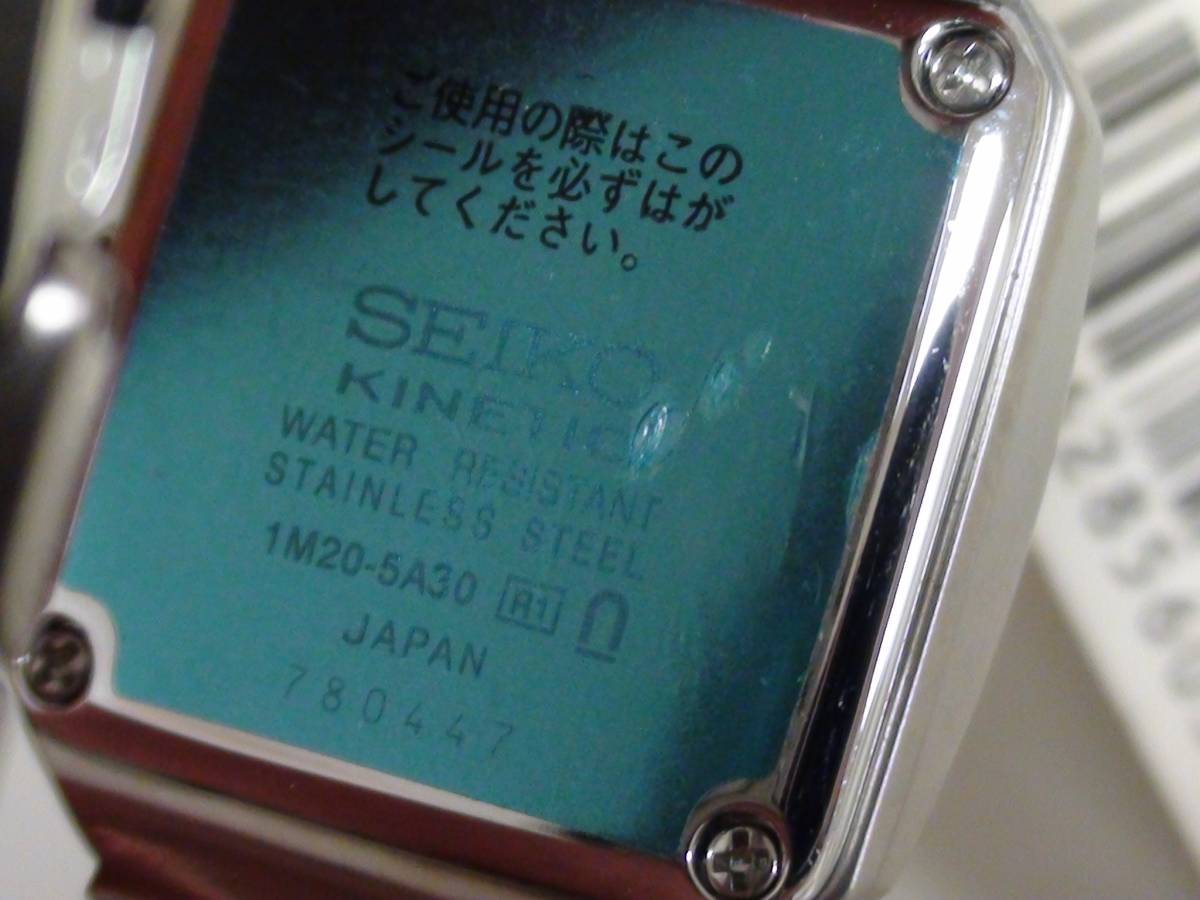 ご使用の際はこの
シールを必ずはが
してください。
SEIKO
KINETIC
WATER RESISTANT
STAINLESS STEEL
1M20-5A30 R1
JAPAN
780447